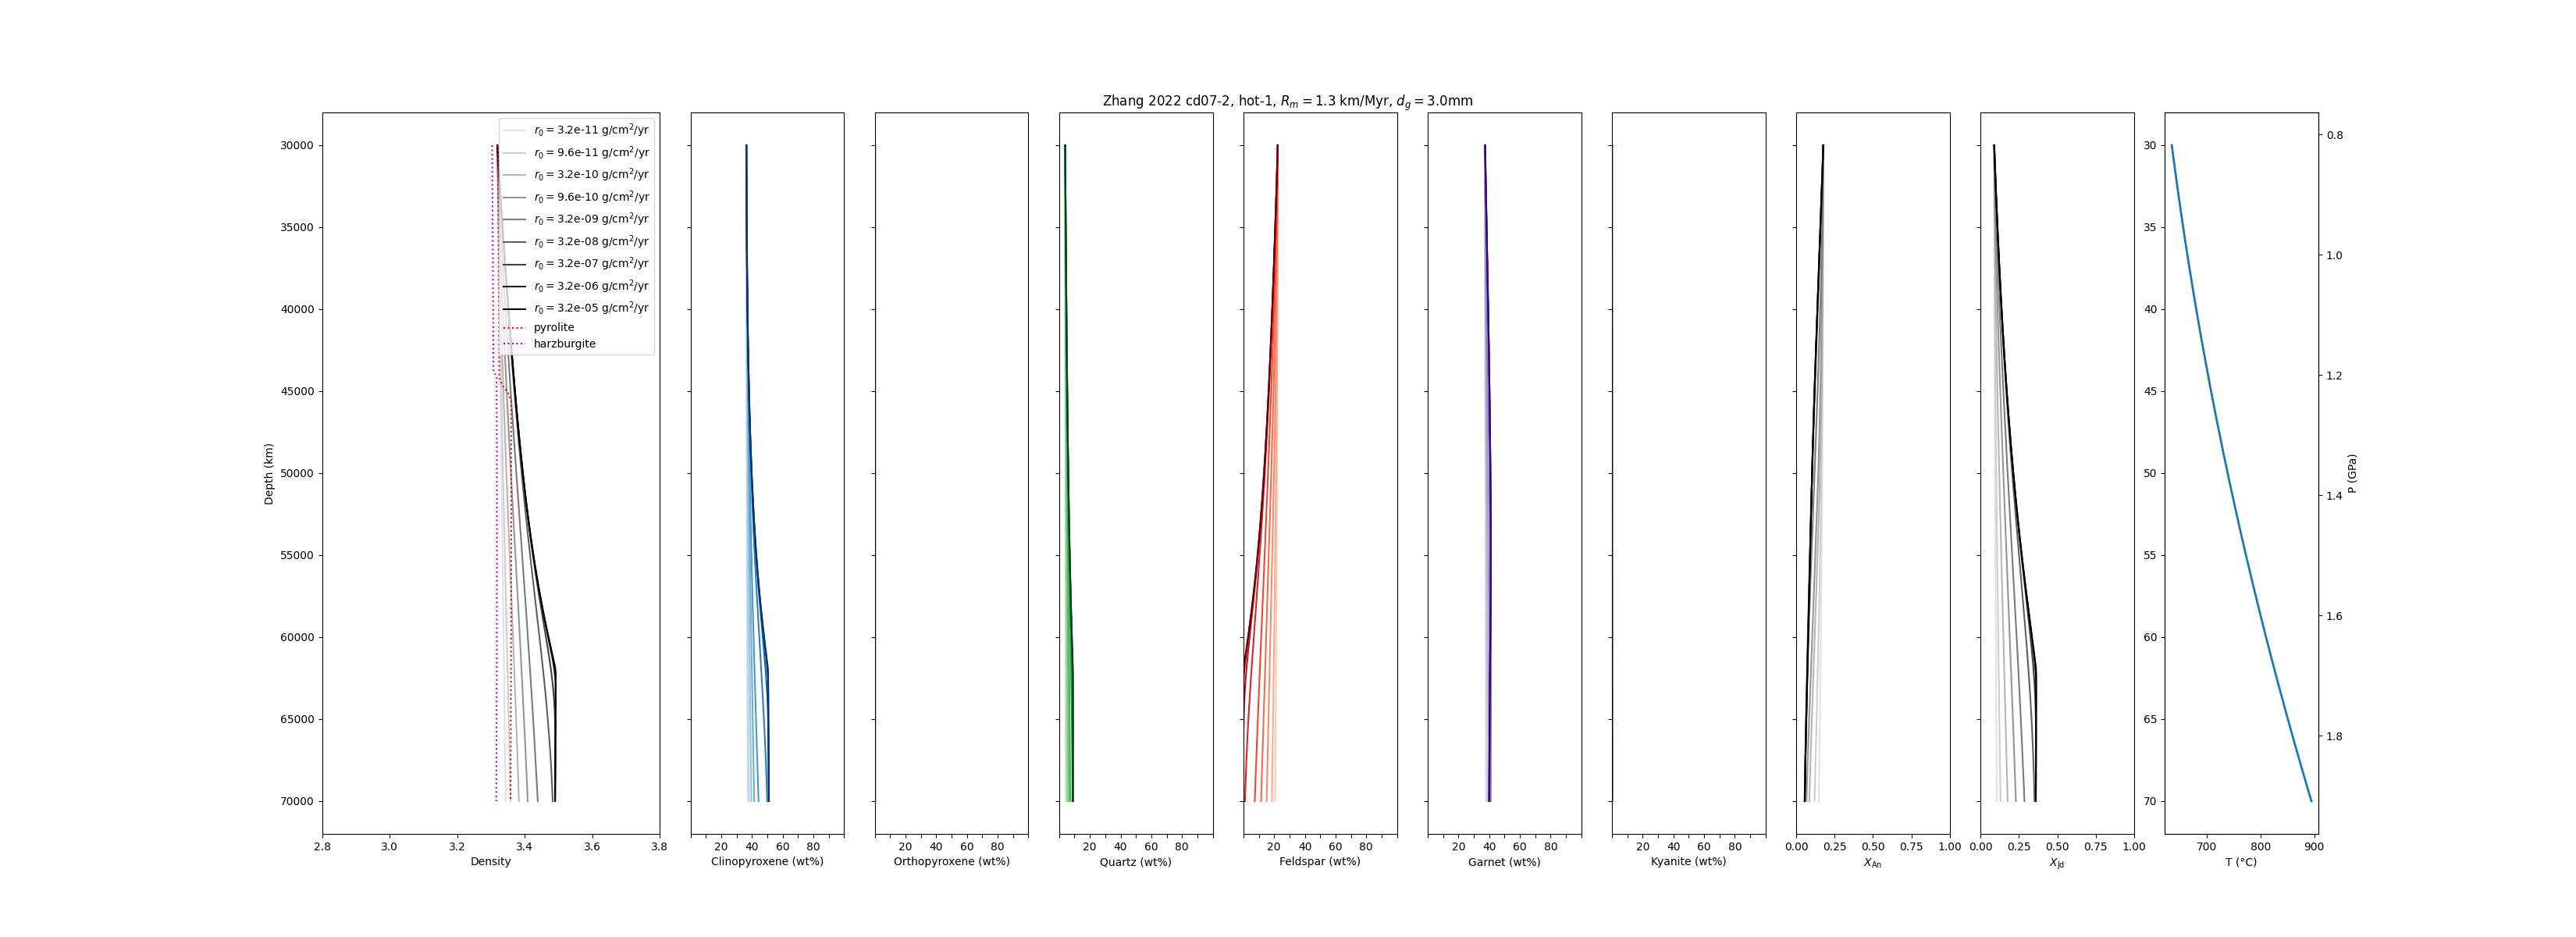 Zhang 2022 cd07-2, hot-1, R_m = 1.3 km/Myr, d_g = 3.0mm
r_0 = 3.2e-11 g/cm²/yr
r_0 = 9.6e-11 g/cm²/yr
r_0 = 3.2e-10 g/cm²/yr
r_0 = 9.6e-10 g/cm²/yr
r_0 = 3.2e-09 g/cm²/yr
r_0 = 3.2e-08 g/cm²/yr
r_0 = 3.2e-07 g/cm²/yr
r_0 = 3.2e-06 g/cm²/yr
r_0 = 3.2e-05 g/cm²/yr
pyrolite
harzburgite
Depth (km)
30000
35000
40000
45000
50000
55000
60000
65000
70000
2.8 3.0 3.2 3.4 3.6 3.8
Density
20 40 60 80
Clinopyroxene (wt%)
20 40 60 80
Orthopyroxene (wt%)
20 40 60 80
Quartz (wt%)
20 40 60 80
Feldspar (wt%)
20 40 60 80
Garnet (wt%)
20 40 60 80
Kyanite (wt%)
0.00 0.25 0.50 0.75 1.00
X_An
0.00 0.25 0.50 0.75 1.00
X_Jd
30
35
40
45
50
55
60
65
70
700 800 900
T (°C)
0.8
1.0
1.2
1.4
1.6
1.8
P (GPa)